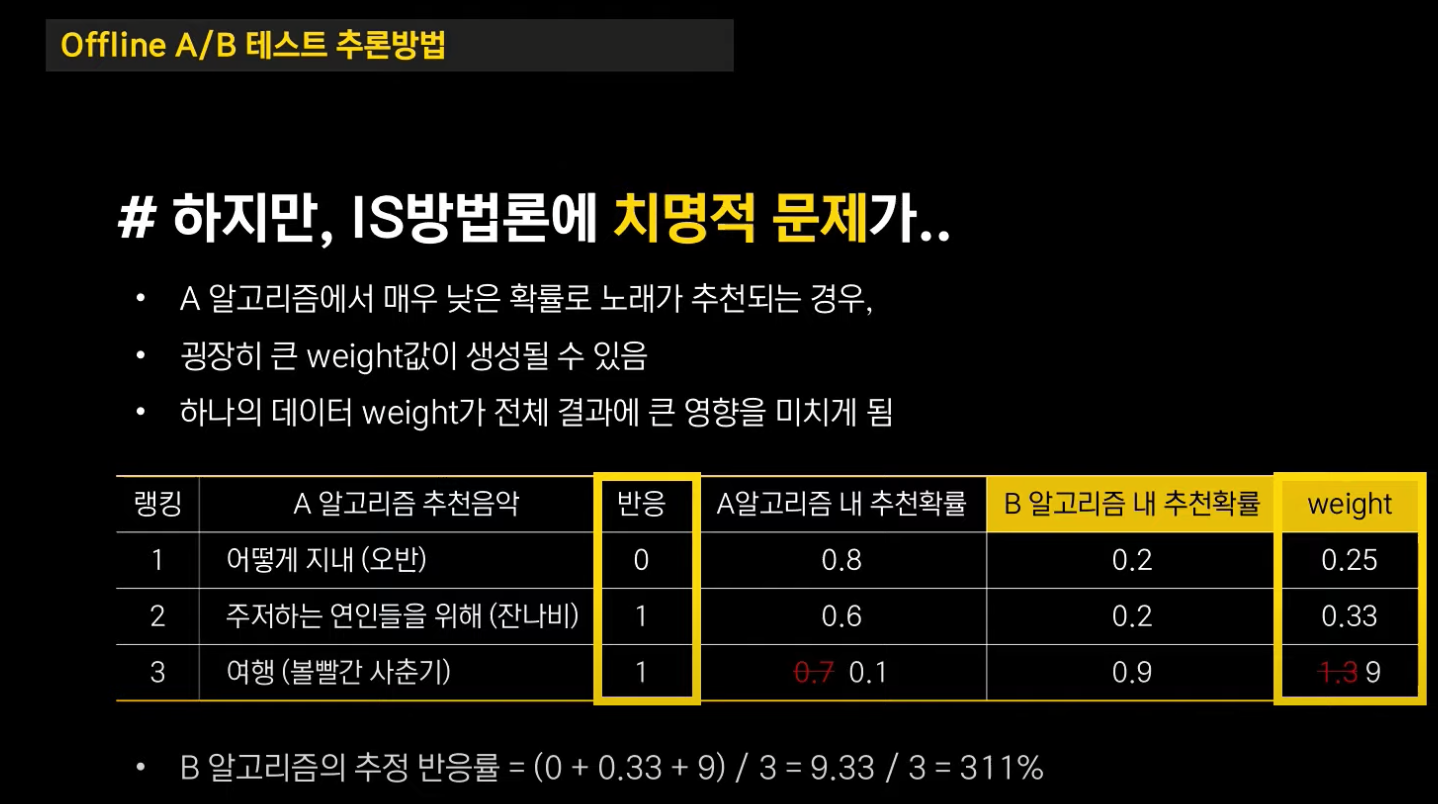 Offline A/B 테스트 추론방법
# 하지만, IS방법론에 치명적 문제가..
• A 알고리즘에서 매우 낮은 확률로 노래가 추천되는 경우,
• 굉장히 큰 weight값이 생성될 수 있음
• 하나의 데이터 weight가 전체 결과에 큰 영향을 미치게 됨
랭킹 A 알고리즘 추천음악 반응 A알고리즘 내 추천확률 B 알고리즘 내 추천확률 weight
1 어떻게 지내 (오반) 0 0.8 0.2 0.25
2 주저하는 연인들을 위해 (잔나비) 1 0.6 0.2 0.33
3 여행 (볼빨간 사춘기) 1 0.7 0.1 0.9 1.3 9
• B 알고리즘의 추정 반응률 = (0 + 0.33 + 9) / 3 = 9.33 / 3 = 311%